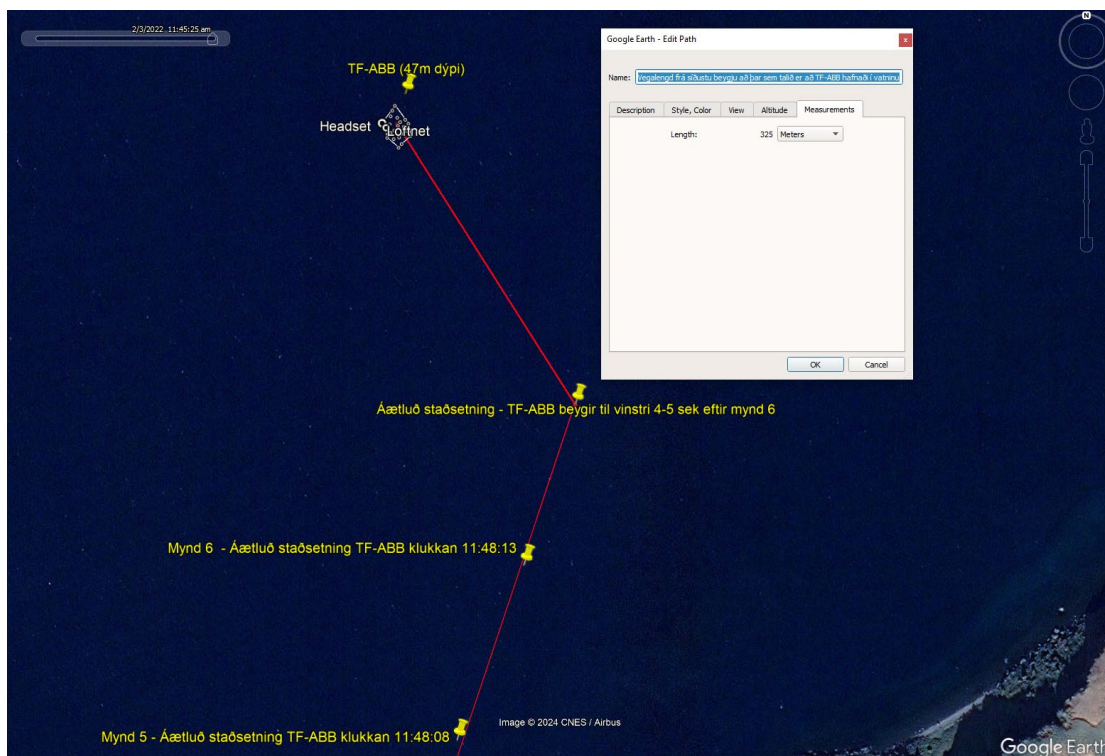 2/3/2022 11:45:25 am
N
Google Earth - Edit Path
x
Name: Vegalengd frá síðustu beygju að þar sem talið er að TF-ABB hafnaði í vatninu
Description Style, Color View Altitude Measurements
Length: 325 Meters
OK Cancel
TF-ABB (47m dýpi)
Headset
Loftnet
Áætluð staðsetning - TF-ABB beygir til vinstri 4-5 sek eftir mynd 6
Mynd 6 - Áætluð staðsetning TF-ABB klukkan 11:48:13
Mynd 5 - Áætluð staðsetning TF-ABB klukkan 11:48:08
Image © 2024 CNES / Airbus
Google Earth